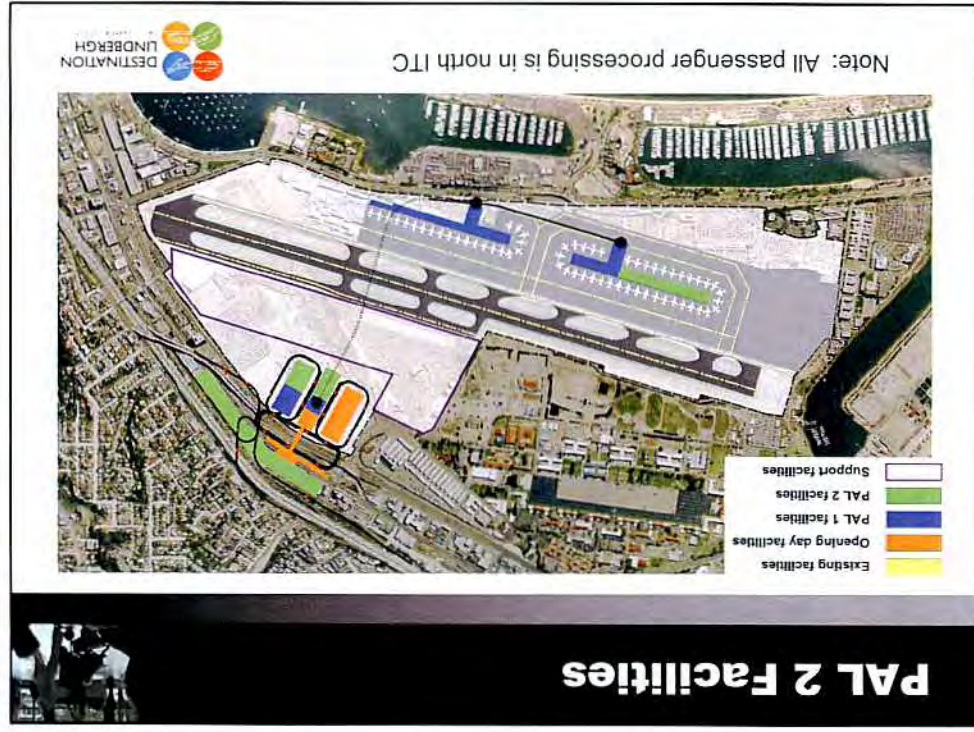 PAL 2 Facilities
Existing facilities
Opening day facilities
PAL 1 facilities
PAL 2 facilities
Support facilities
Note: All passenger processing is in north ITC
DESTINATION
LINDBERGH